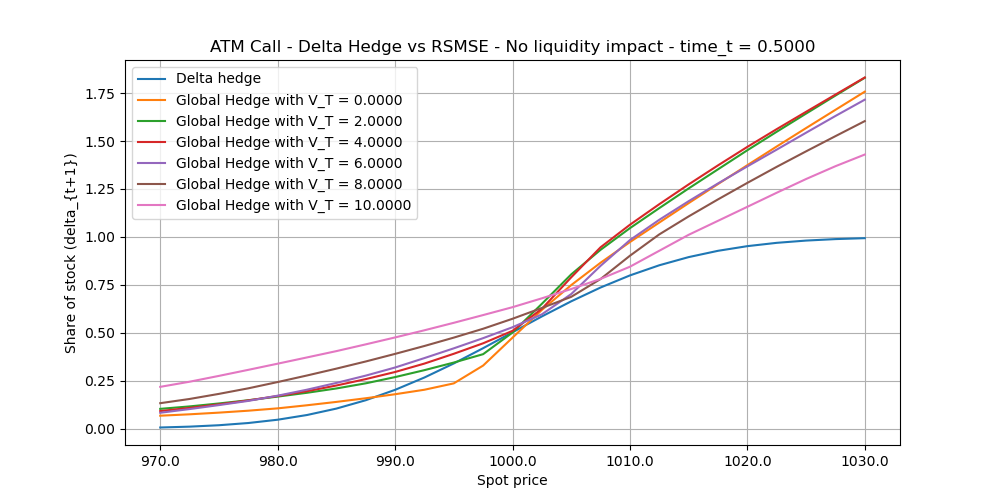 ATM Call - Delta Hedge vs RSMSE - No liquidity impact - time_t = 0.5000
Delta hedge
Global Hedge with V_T = 0.0000
Global Hedge with V_T = 2.0000
Global Hedge with V_T = 4.0000
Global Hedge with V_T = 6.0000
Global Hedge with V_T = 8.0000
Global Hedge with V_T = 10.0000
Share of stock (delta_{t+1})
1.75
1.50
1.25
1.00
0.75
0.50
0.25
0.00
970.0 980.0 990.0 1000.0 1010.0 1020.0 1030.0
Spot price